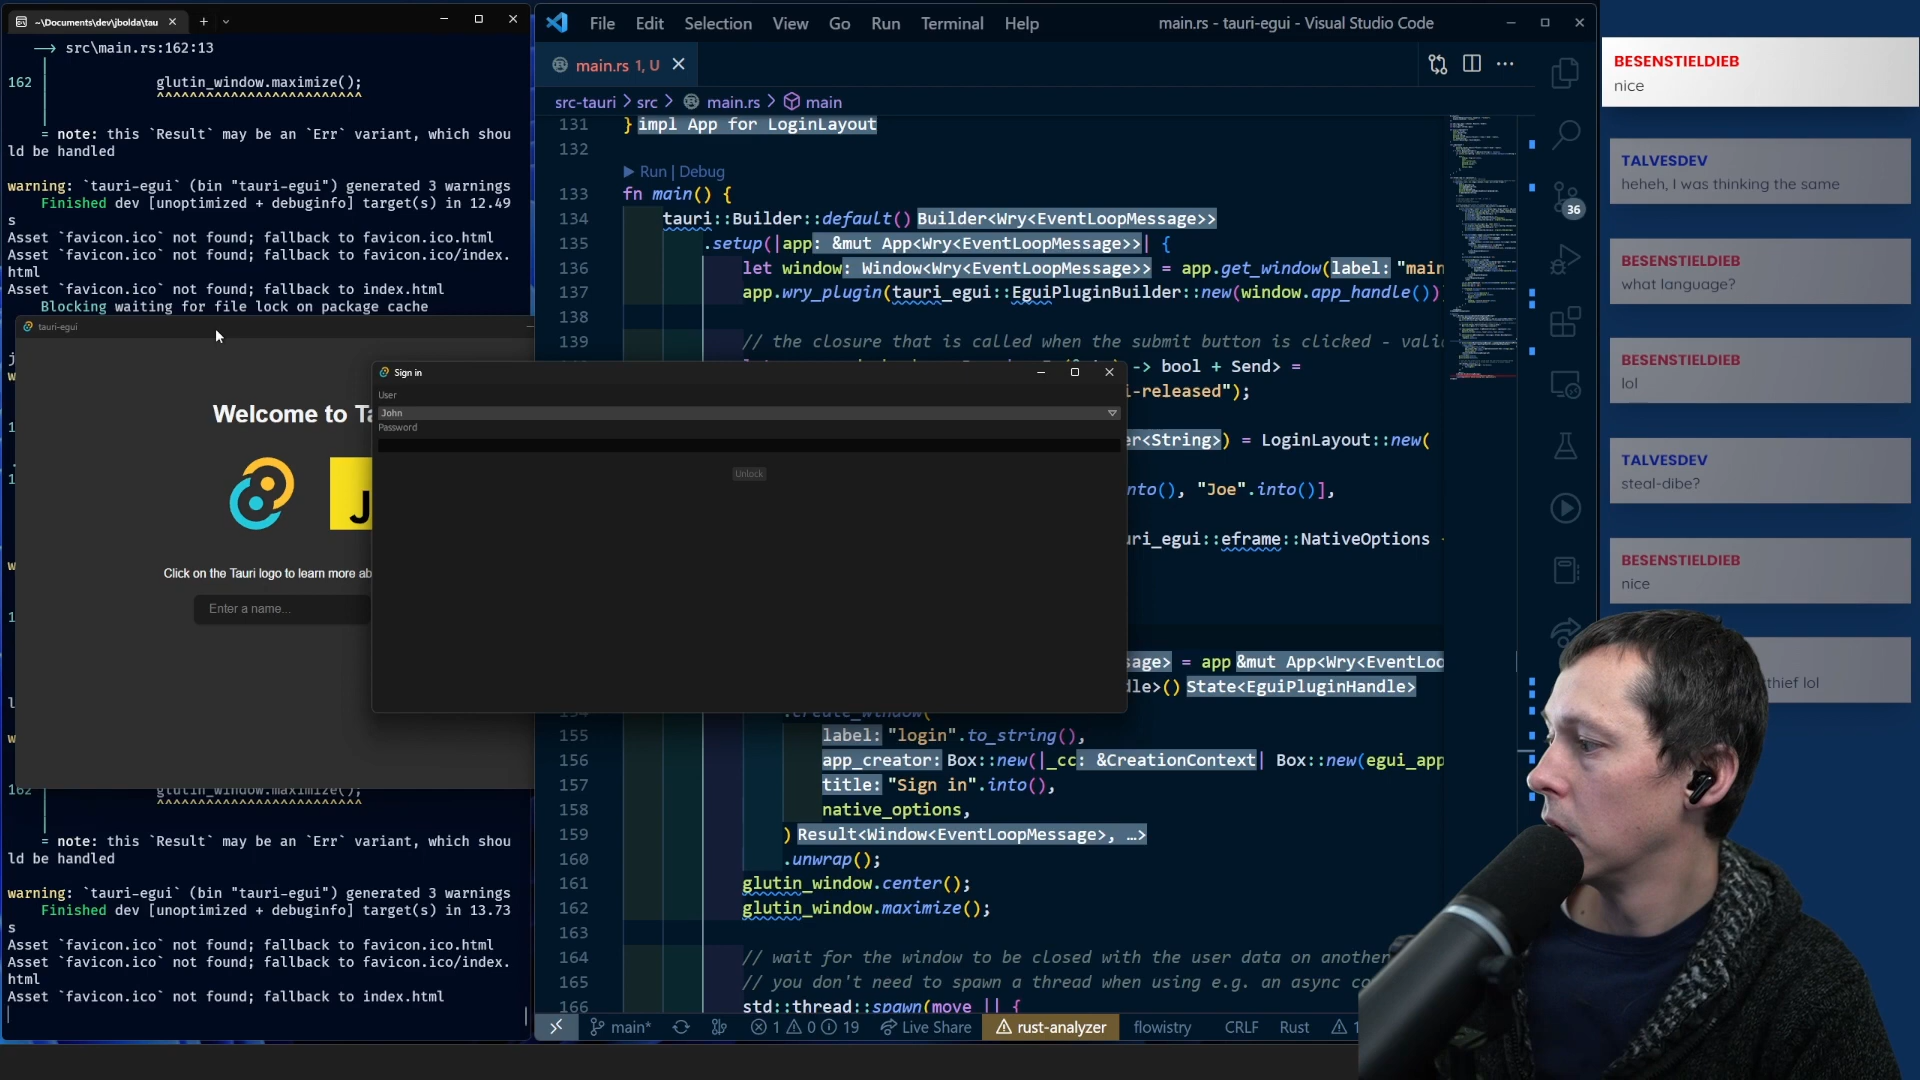 ~\Documents\dev\jbolda\tau
src\main.rs:162:13
162 glutin_window.maximize();
^^^^^^^^^^^^^^^^^^^^^^^^^
= note: this `Result` may be an `Err` variant, which shou
ld be handled
warning: `tauri-egui` (bin "tauri-egui") generated 3 warnings
Finished dev [unoptimized + debuginfo] target(s) in 12.49
s
Asset `favicon.ico` not found; fallback to favicon.ico.html
Asset `favicon.ico` not found; fallback to favicon.ico/index.
html
Asset `favicon.ico` not found; fallback to index.html
Blocking waiting for file lock on package cache
tauri-egui
Welcome to Ta
J
Click on the Tauri logo to learn more ab
Enter a name...
162 glutin_window.maximize();
^^^^^^^^^^^^^^^^^^^^^^^^^
= note: this `Result` may be an `Err` variant, which shou
ld be handled
warning: `tauri-egui` (bin "tauri-egui") generated 3 warnings
Finished dev [unoptimized + debuginfo] target(s) in 13.73
s
Asset `favicon.ico` not found; fallback to favicon.ico.html
Asset `favicon.ico` not found; fallback to favicon.ico/index.
html
Asset `favicon.ico` not found; fallback to index.html
Sign in
User
John
Password
Unlock
File Edit Selection View Go Run Terminal Help
main.rs - tauri-egui - Visual Studio Code
main.rs 1, U
src-tauri > src > main.rs > main
131 } impl App for LoginLayout
132
Run | Debug
133 fn main() {
134 tauri::Builder::default() Builder<Wry<EventLoopMessage>>
135 .setup(|app: &mut App<Wry<EventLoopMessage>>| {
136 let window: Window<Wry<EventLoopMessage>> = app.get_window(label: "main
137 app.wry_plugin(tauri_egui::EguiPluginBuilder::new(window.app_handle())
138
139 // the closure that is called when the submit button is clicked - vali
-> bool + Send> =
i-released");
er<String>) = LoginLayout::new(
nto(), "Joe".into()],
uri_egui::eframe::NativeOptions
sage> = app &mut App<Wry<EventLoo
dle>() State<EguiPluginHandle>
.create_window(
155 label: "login".to_string(),
156 app_creator: Box::new(|_cc: &CreationContext| Box::new(egui_app
157 title: "Sign in".into(),
158 native_options,
159 ) Result<Window<EventLoopMessage>, …>
160 .unwrap();
161 glutin_window.center();
162 glutin_window.maximize();
163
164 // wait for the window to be closed with the user data on another
165 // you don't need to spawn a thread when using e.g. an async co
166 std::thread::spawn(move || {
main* 1 0 19 Live Share rust-analyzer flowistry CRLF Rust 1
36
BESENSTIELDIEB
nice
TALVESDEV
heheh, I was thinking the same
BESENSTIELDIEB
what language?
BESENSTIELDIEB
lol
TALVESDEV
steal-dibe?
BESENSTIELDIEB
nice
thief lol